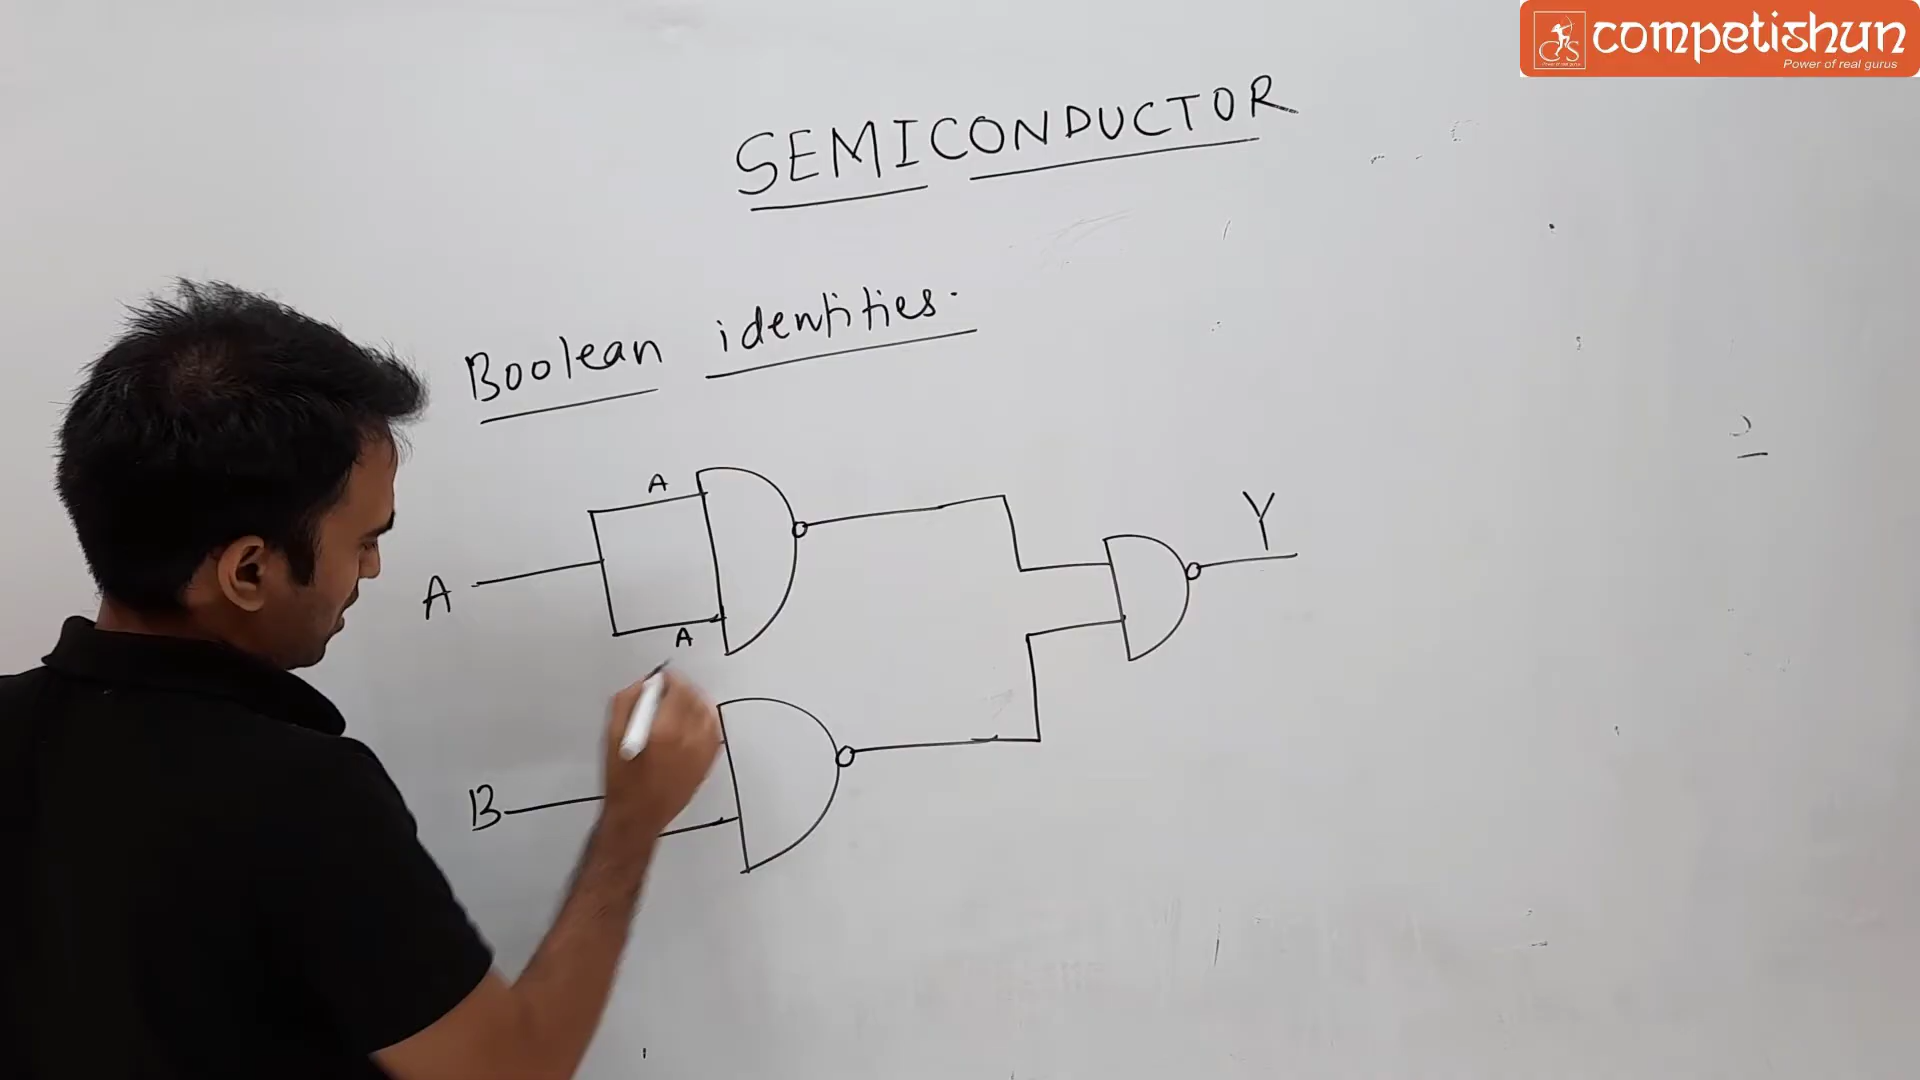 competishun
Power of real gurus
SEMICONDUCTOR
Boolean identities.
A
Y
A
A
B